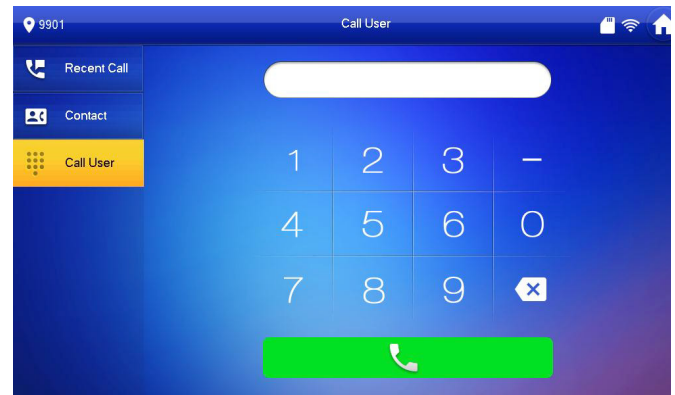 9901
Call User
Recent Call
Contact
Call User
1 2 3 −
4 5 6 0
7 8 9